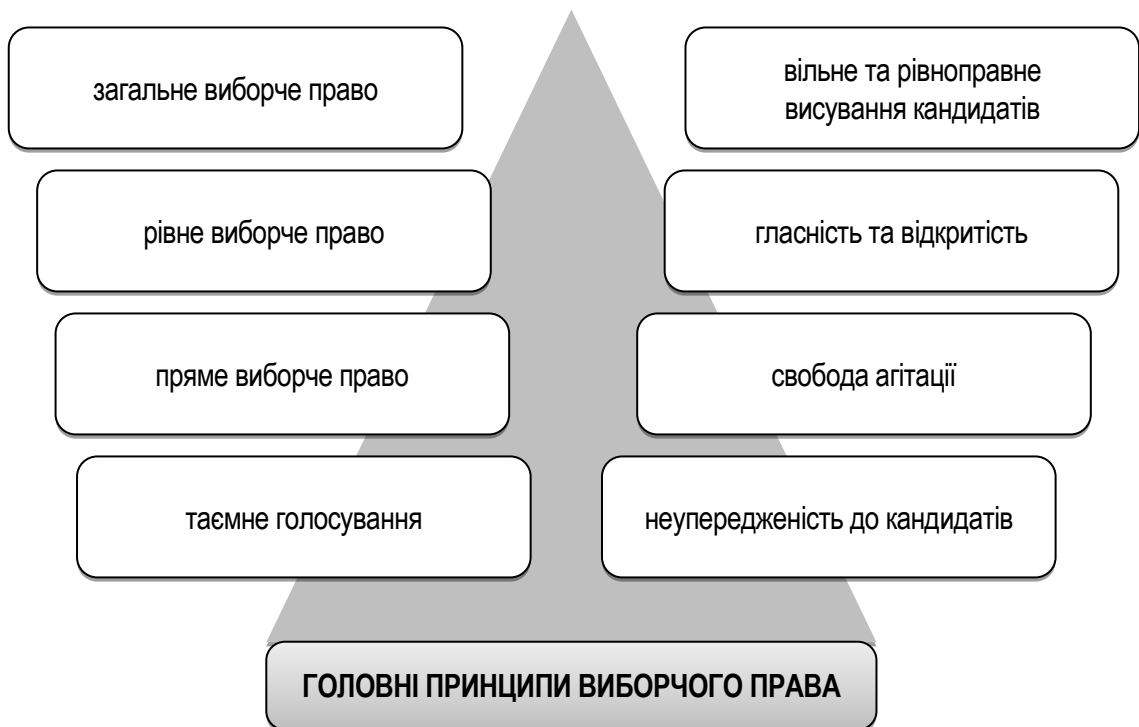 загальне виборче право
рівне виборче право
пряме виборче право
таємне голосування
вільне та рівноправне
висування кандидатів
гласність та відкритість
свобода агітації
неупередженість до кандидатів
ГОЛОВНІ ПРИНЦИПИ ВИБОРЧОГО ПРАВА